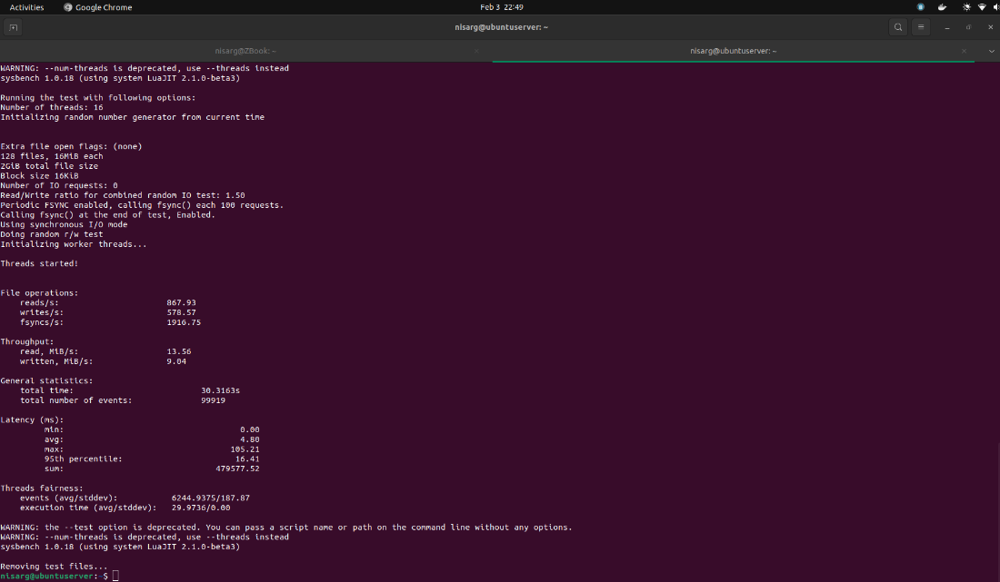 Activities Google Chrome Feb 3 22:49
nisarg@ubuntuserver: ~
nisarg@ZBook: ~ nisarg@ubuntuserver: ~
WARNING: --num-threads is deprecated, use --threads instead
sysbench 1.0.18 (using system LuaJIT 2.1.0-beta3)
Running the test with following options:
Number of threads: 16
Initializing random number generator from current time
Extra file open flags: (none)
128 files, 16MiB each
2GiB total file size
Block size 16KiB
Number of IO requests: 0
Read/Write ratio for combined random IO test: 1.50
Periodic FSYNC enabled, calling fsync() each 100 requests.
Calling fsync() at the end of test, Enabled.
Using synchronous I/O mode
Doing random r/w test
Initializing worker threads...
Threads started!
File operations:
reads/s: 867.93
writes/s: 578.57
fsyncs/s: 1916.75
Throughput:
read, MiB/s: 13.56
written, MiB/s: 9.04
General statistics:
total time: 30.3163s
total number of events: 99919
Latency (ms):
min: 0.00
avg: 4.80
max: 105.21
95th percentile: 16.41
sum: 479577.52
Threads fairness:
events (avg/stddev): 6244.9375/187.87
execution time (avg/stddev): 29.9736/0.00
WARNING: the --test option is deprecated. You can pass a script name or path on the command line without any options.
WARNING: --num-threads is deprecated, use --threads instead
sysbench 1.0.18 (using system LuaJIT 2.1.0-beta3)
Removing test files...
nisarg@ubuntuserver:~$